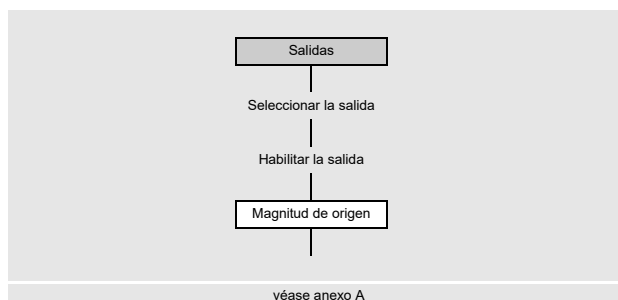 Salidas
Seleccionar la salida
Habilitar la salida
Magnitud de origen
véase anexo A